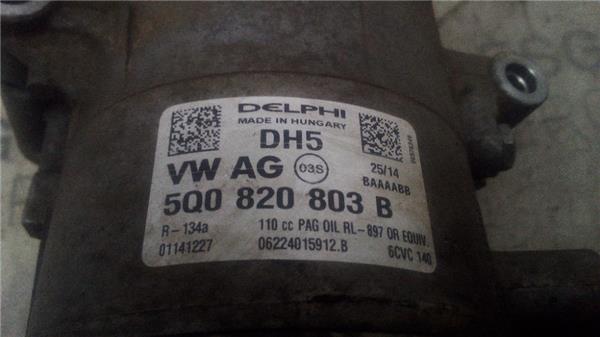 DELPHI
MADE IN HUNGARY
DH5
VW AG 03S
25/14
BAAAABB
5Q0 820 803 B
R-134a 110 cc PAG OIL RL-897 OR EQUIV.
01141227 06224015912.B 6CVC 140